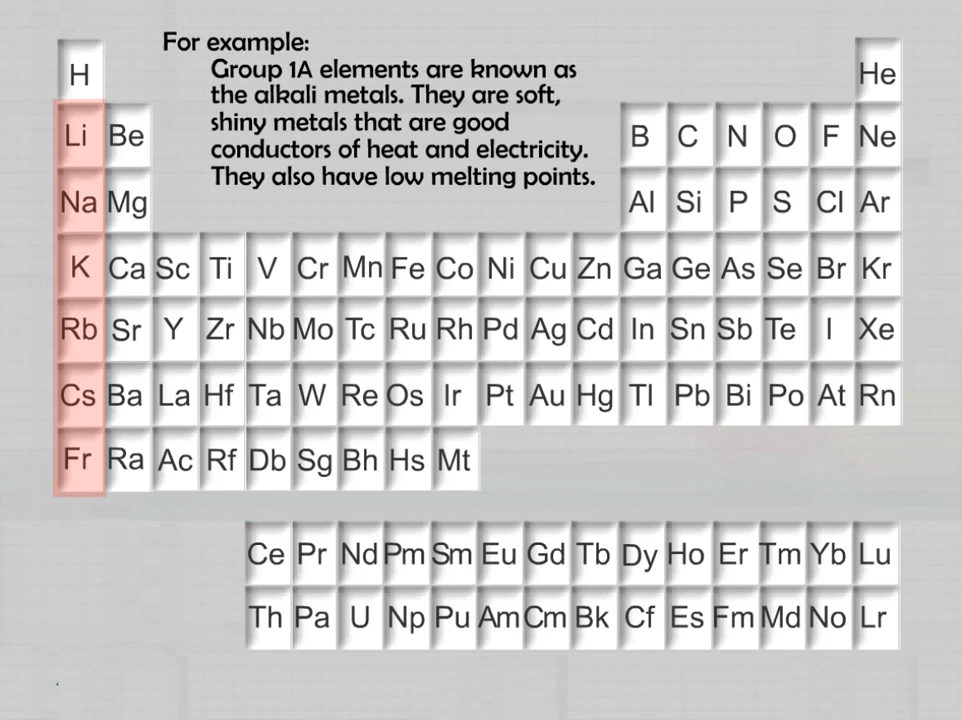 For example:
Group 1A elements are known as
the alkali metals. They are soft,
shiny metals that are good
conductors of heat and electricity.
They also have low melting points.
H He
Li Be B C N O F Ne
Na Mg Al Si P S Cl Ar
K Ca Sc Ti V Cr Mn Fe Co Ni Cu Zn Ga Ge As Se Br Kr
Rb Sr Y Zr Nb Mo Tc Ru Rh Pd Ag Cd In Sn Sb Te I Xe
Cs Ba La Hf Ta W Re Os Ir Pt Au Hg Tl Pb Bi Po At Rn
Fr Ra Ac Rf Db Sg Bh Hs Mt
Ce Pr Nd Pm Sm Eu Gd Tb Dy Ho Er Tm Yb Lu
Th Pa U Np Pu Am Cm Bk Cf Es Fm Md No Lr